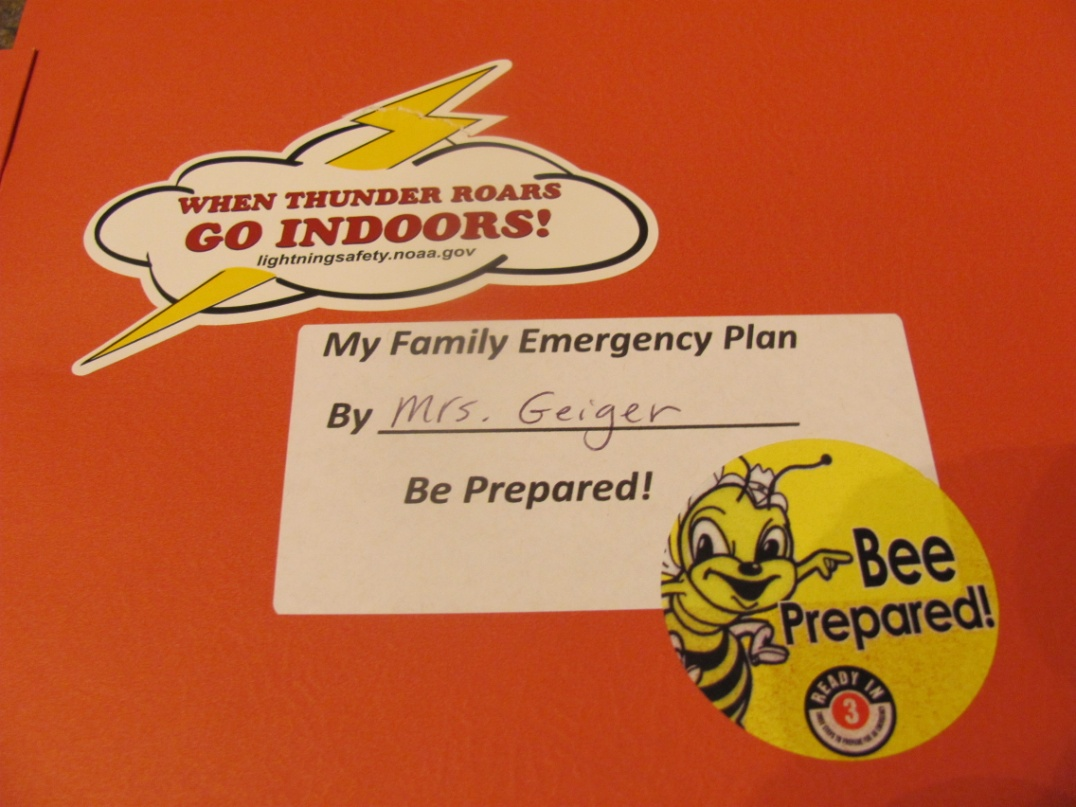 WHEN THUNDER ROARS
GO INDOORS!
lightningsafety.noaa.gov
My Family Emergency Plan
By Mrs. Geiger
Be Prepared!
Bee
Prepared!
READY IN
3